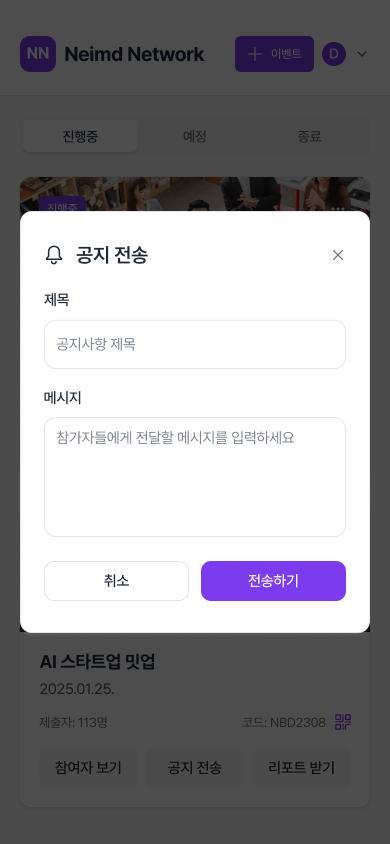 NN Neimd Network
이벤트 D
진행중 예정 종료
진행중
공지 전송
제목
공지사항 제목
메시지
참가자들에게 전달할 메시지를 입력하세요
취소 전송하기
AI 스타트업 밋업
2025.01.25.
제출자: 113명 코드: NBD2308
참여자 보기 공지 전송 리포트 받기